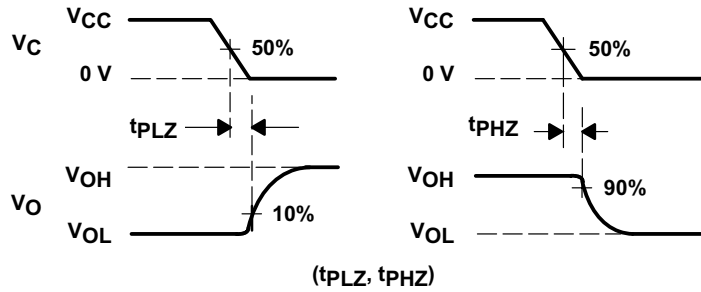 VCC
VC
50%
0 V
tPLZ
VOH
VO
10%
VOL
VCC
50%
0 V
tPHZ
VOH
90%
VOL
(tPLZ, tPHZ)